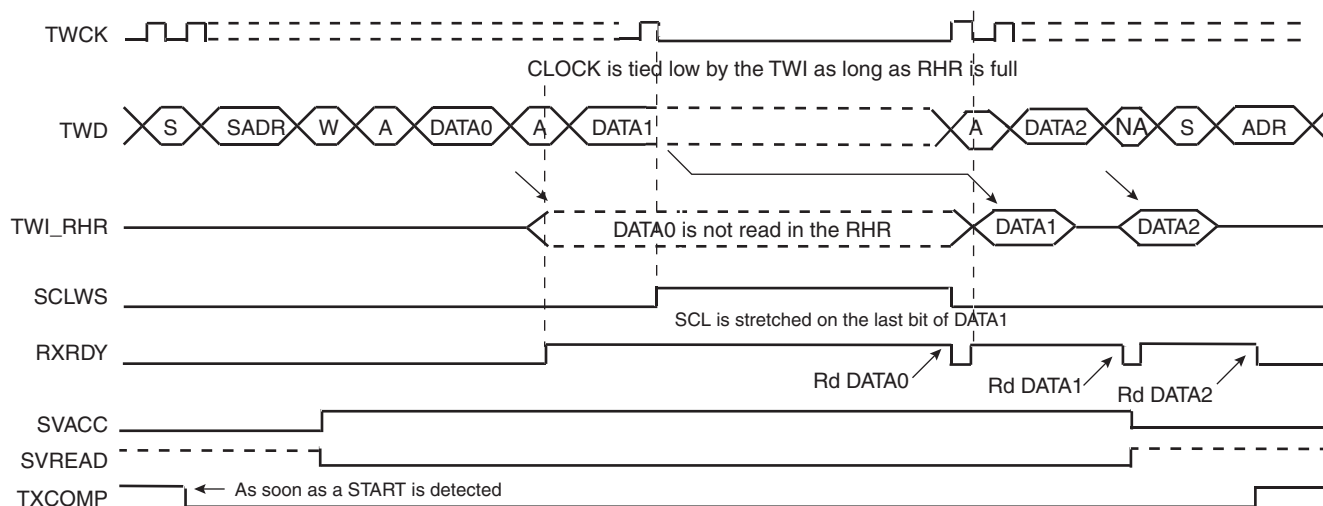 TWCK
CLOCK is tied low by the TWI as long as RHR is full
TWD S SADR W A DATA0 A DATA1 A DATA2 NA S ADR
TWI_RHR DATA0 is not read in the RHR DATA1 DATA2
SCLWS
SCL is stretched on the last bit of DATA1
RXRDY
Rd DATA0 Rd DATA1 Rd DATA2
SVACC
SVREAD
TXCOMP As soon as a START is detected